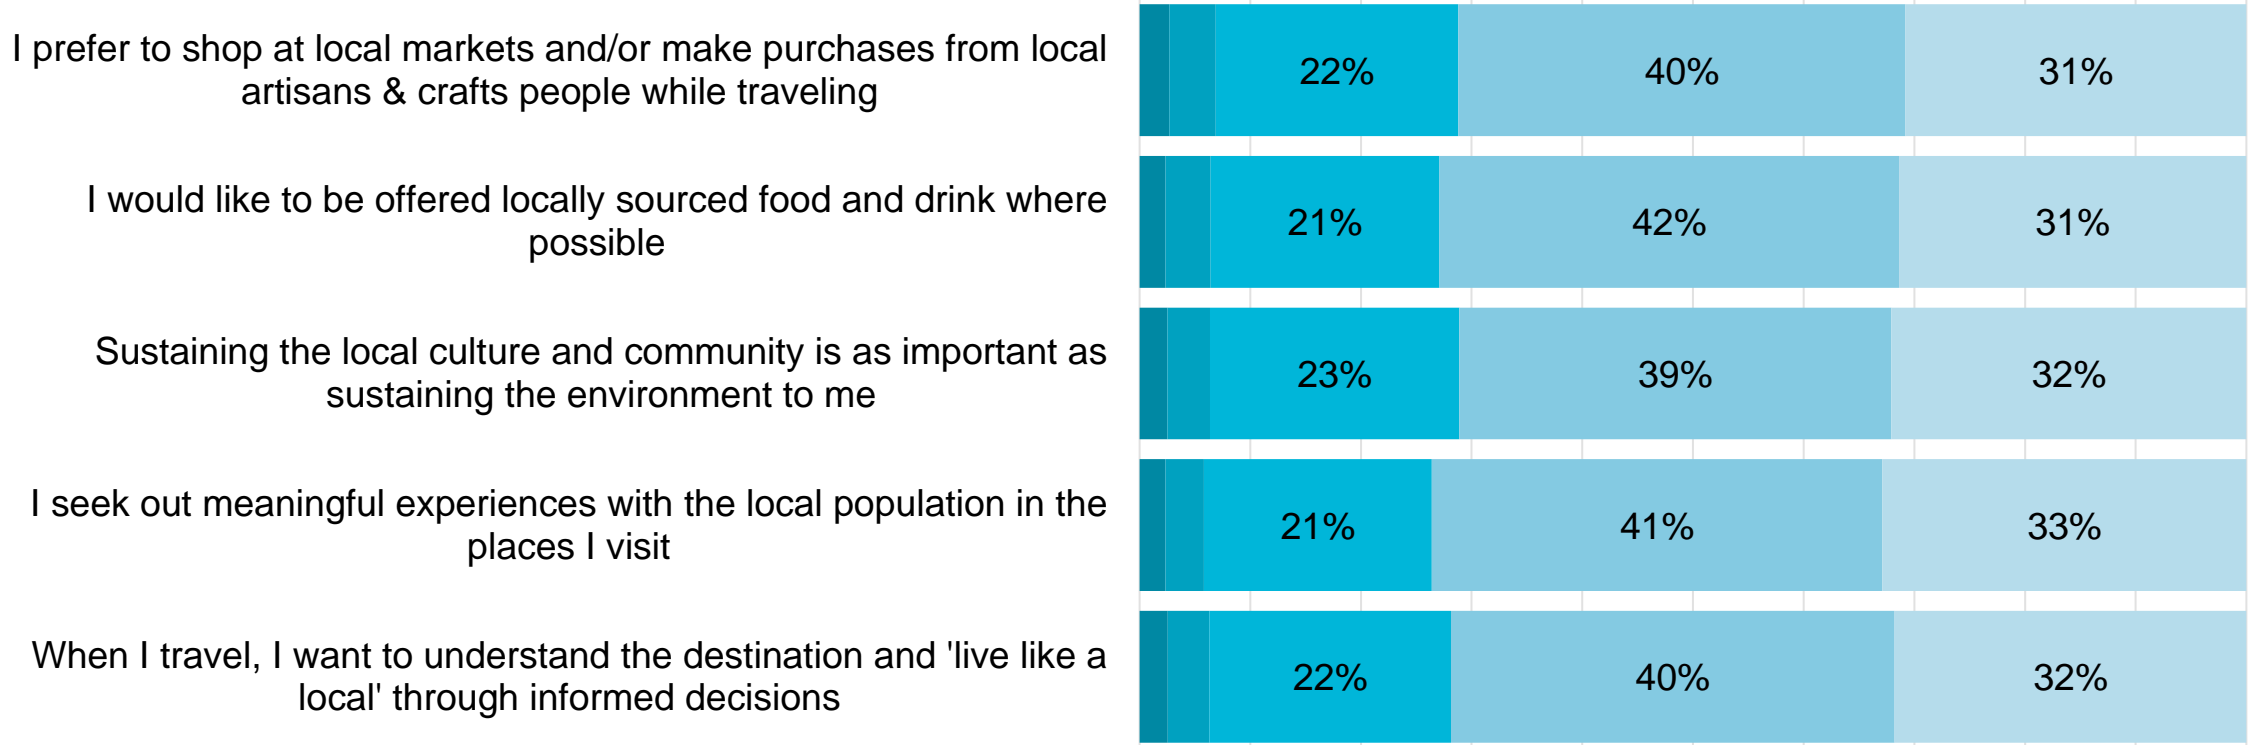 I prefer to shop at local markets and/or make purchases from local
artisans & crafts people while traveling
22% 40% 31%
I would like to be offered locally sourced food and drink where
possible
21% 42% 31%
Sustaining the local culture and community is as important as
sustaining the environment to me
23% 39% 32%
I seek out meaningful experiences with the local population in the
places I visit
21% 41% 33%
When I travel, I want to understand the destination and 'live like a
local' through informed decisions
22% 40% 32%